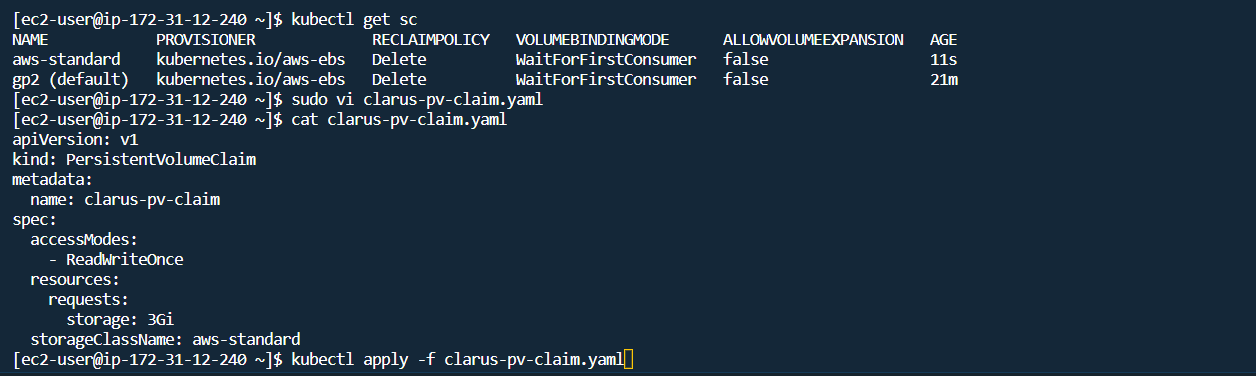 [ec2-user@ip-172-31-12-240 ~]$ kubectl get sc
NAME            PROVISIONER             RECLAIMPOLICY   VOLUMEBINDINGMODE      ALLOWVOLUMEEXPANSION   AGE
aws-standard    kubernetes.io/aws-ebs   Delete          WaitForFirstConsumer   false                  11s
gp2 (default)   kubernetes.io/aws-ebs   Delete          WaitForFirstConsumer   false                  21m
[ec2-user@ip-172-31-12-240 ~]$ sudo vi clarus-pv-claim.yaml
[ec2-user@ip-172-31-12-240 ~]$ cat clarus-pv-claim.yaml
apiVersion: v1
kind: PersistentVolumeClaim
metadata:
  name: clarus-pv-claim
spec:
  accessModes:
    - ReadWriteOnce
  resources:
    requests:
      storage: 3Gi
  storageClassName: aws-standard
[ec2-user@ip-172-31-12-240 ~]$ kubectl apply -f clarus-pv-claim.yaml